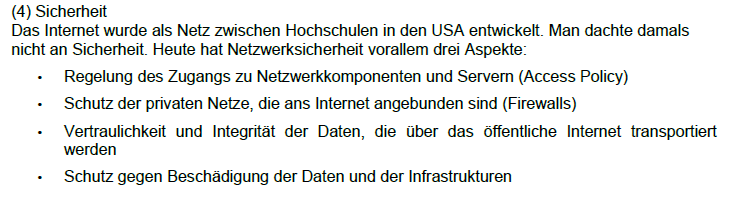 (4) Sicherheit
Das Internet wurde als Netz zwischen Hochschulen in den USA entwickelt. Man dachte damals
nicht an Sicherheit. Heute hat Netzwerksicherheit vorallem drei Aspekte:
• Regelung des Zugangs zu Netzwerkkomponenten und Servern (Access Policy)
• Schutz der privaten Netze, die ans Internet angebunden sind (Firewalls)
• Vertraulichkeit und Integrität der Daten, die über das öffentliche Internet transportiert
werden
• Schutz gegen Beschädigung der Daten und der Infrastrukturen